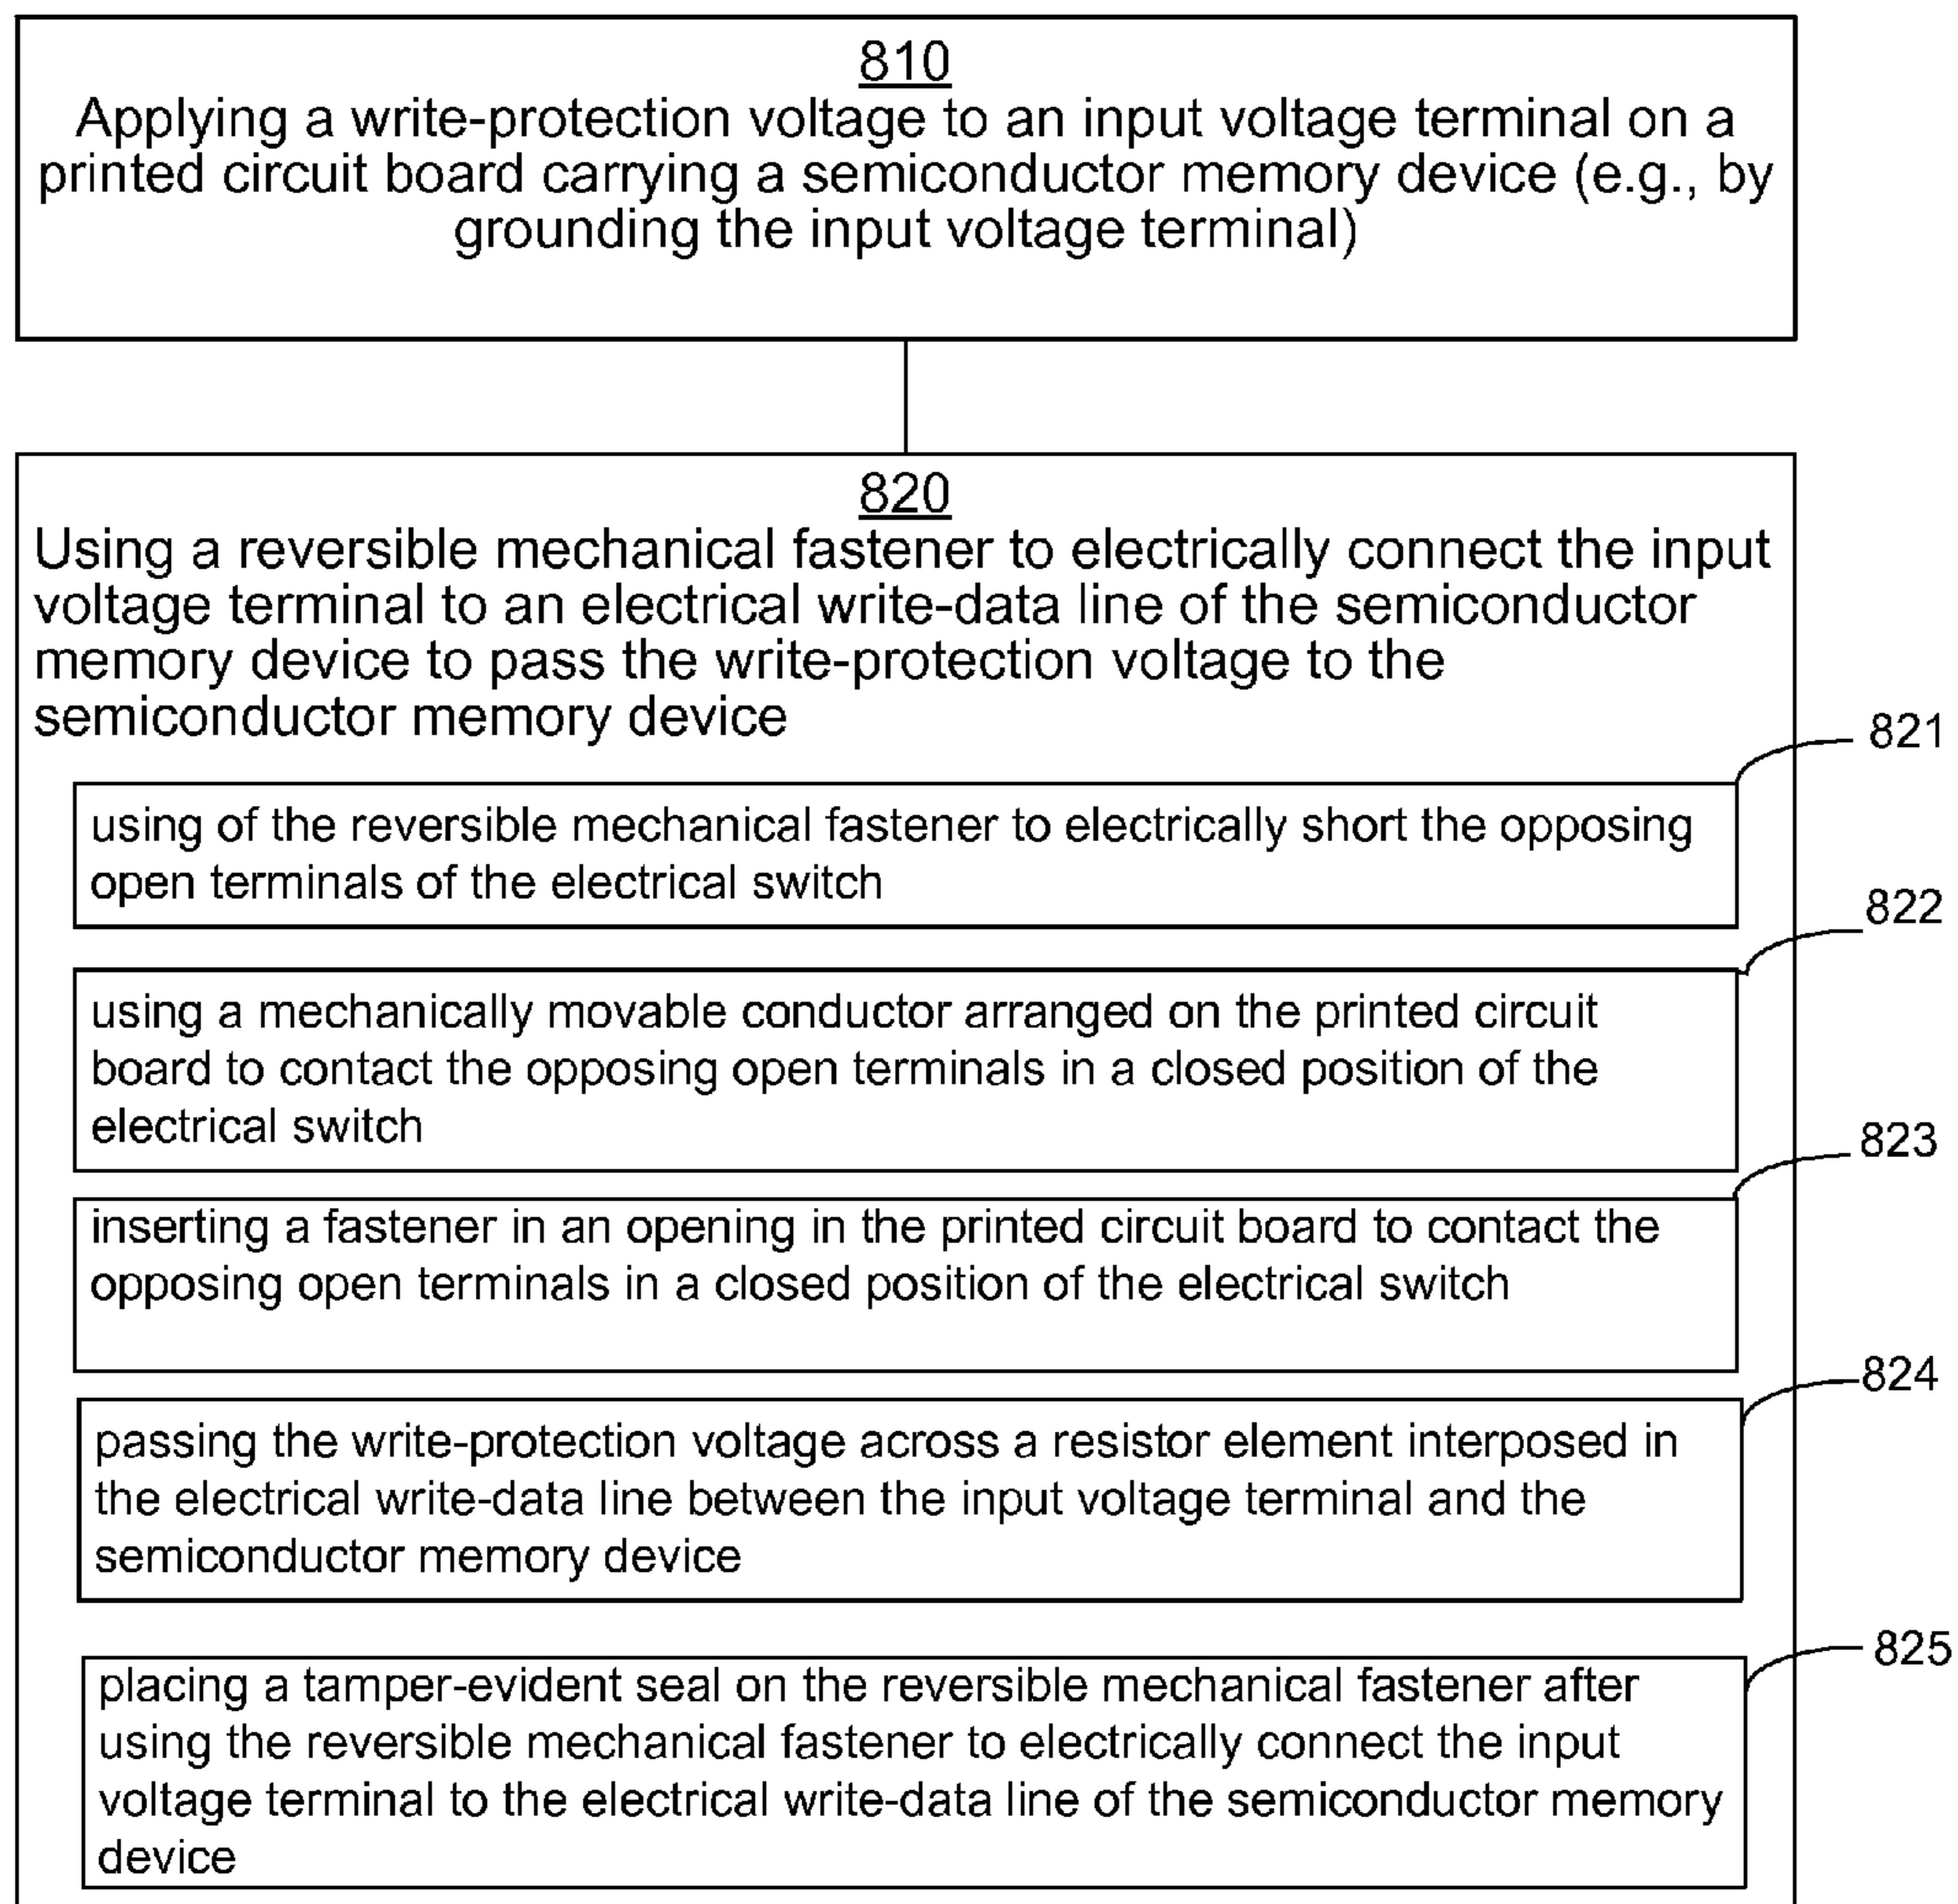 810
Applying a write-protection voltage to an input voltage terminal on a
printed circuit board carrying a semiconductor memory device (e.g., by
grounding the input voltage terminal)
820
Using a reversible mechanical fastener to electrically connect the input
voltage terminal to an electrical write-data line of the semiconductor
memory device to pass the write-protection voltage to the
semiconductor memory device
821
using of the reversible mechanical fastener to electrically short the opposing
open terminals of the electrical switch
822
using a mechanically movable conductor arranged on the printed circuit
board to contact the opposing open terminals in a closed position of the
electrical switch
823
inserting a fastener in an opening in the printed circuit board to contact the
opposing open terminals in a closed position of the electrical switch
824
passing the write-protection voltage across a resistor element interposed in
the electrical write-data line between the input voltage terminal and the
semiconductor memory device
825
placing a tamper-evident seal on the reversible mechanical fastener after
using the reversible mechanical fastener to electrically connect the input
voltage terminal to the electrical write-data line of the semiconductor memory
device